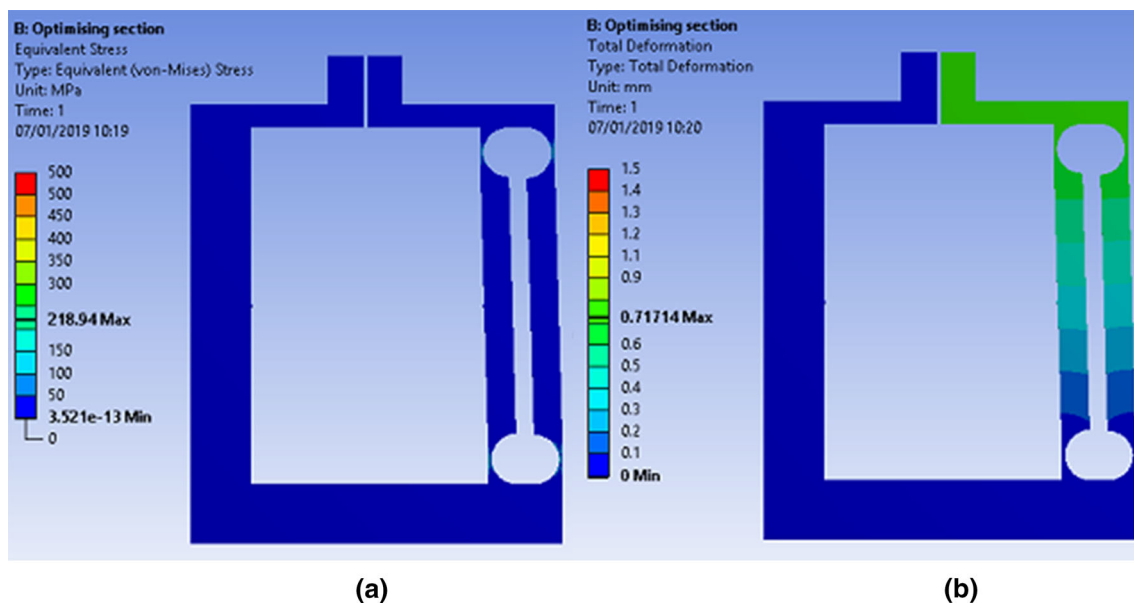 B: Optimising section
Equivalent Stress
Type: Equivalent (von-Mises) Stress
Unit: MPa
Time: 1
07/01/2019 10:19
500
500
450
400
350
300
218.94 Max
150
100
50
3.521e-13 Min
0
(a)
B: Optimising section
Total Deformation
Type: Total Deformation
Unit: mm
Time: 1
07/01/2019 10:20
1.5
1.4
1.3
1.2
1.1
0.9
0.71714 Max
0.6
0.5
0.4
0.3
0.2
0.1
0 Min
(b)